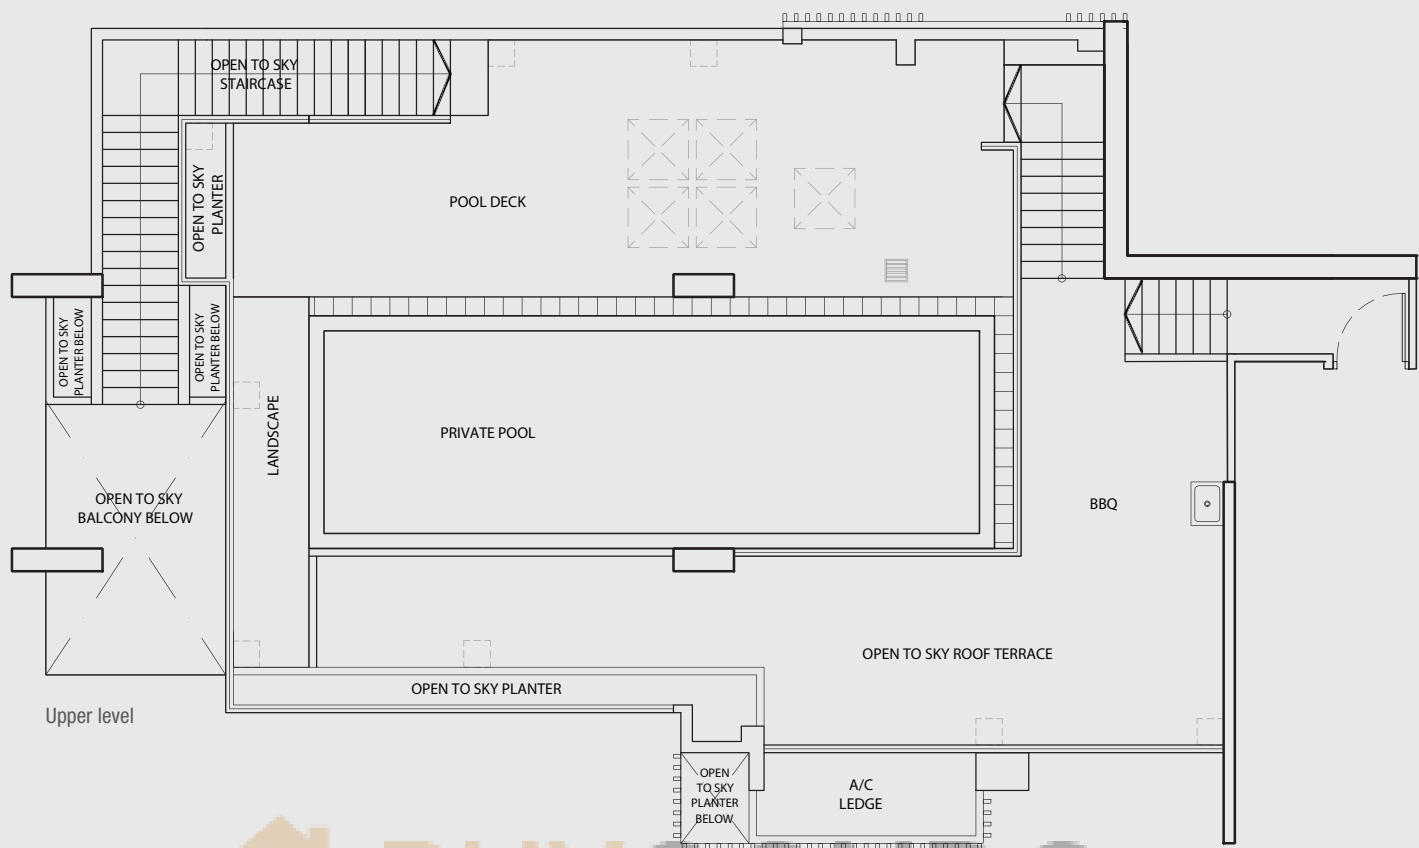 OPEN TO SKY
STAIRCASE
OPEN TO SKY
PLANTER
POOL DECK
OPEN TO SKY
PLANTER BELOW
OPEN TO SKY
PLANTER BELOW
LANDSCAPE
PRIVATE POOL
OPEN TO SKY
BALCONY BELOW
BBQ
OPEN TO SKY ROOF TERRACE
OPEN TO SKY PLANTER
Upper level
OPEN
TO SKY
PLANTER
BELOW
A/C
LEDGE